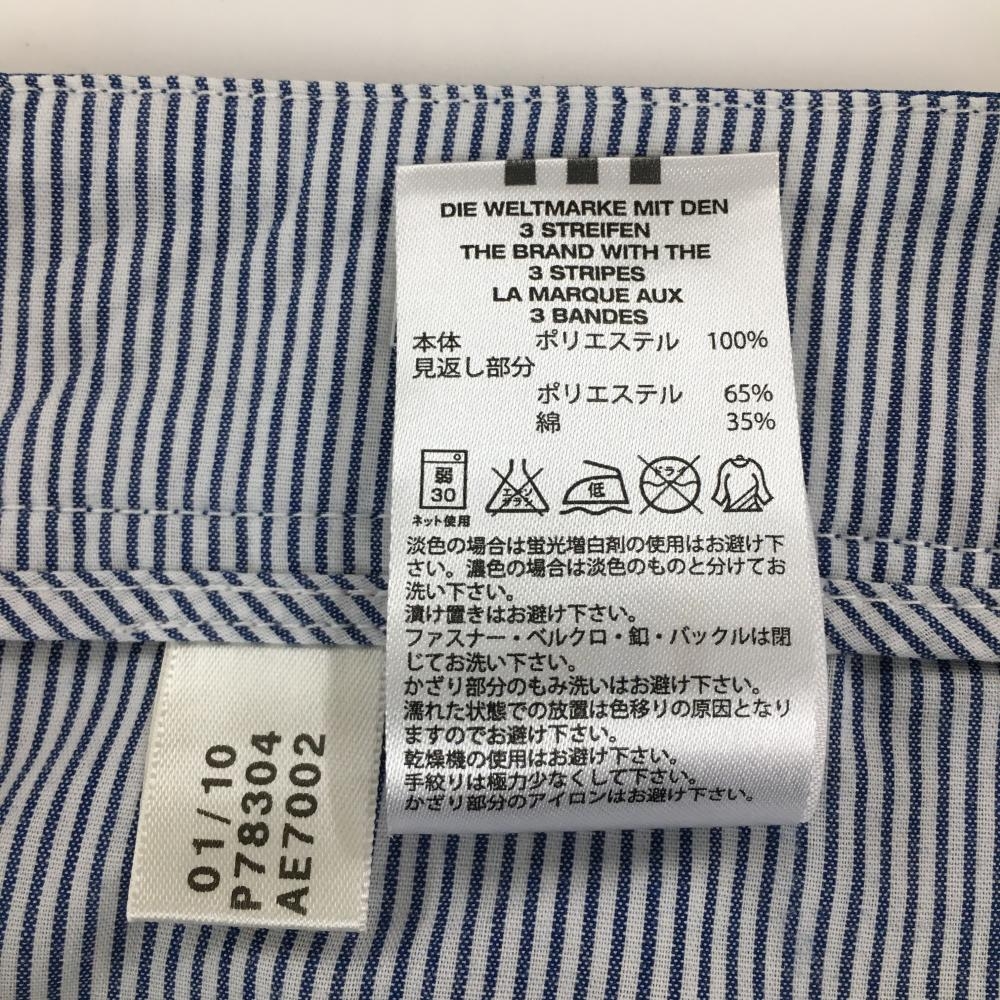 DIE WELTMARKE MIT DEN
3 STREIFEN
THE BRAND WITH THE
3 STRIPES
LA MARQUE AUX
3 BANDES
本体 ポリエステル 100%
見返し部分
ポリエステル 65%
綿 35%
弱
30
ネット使用
エンソ
サラシ
低
ドライ
淡色の場合は蛍光増白剤の使用はお避け下
さい。濃色の場合は淡色のものと分けてお
洗い下さい。
漬け置きはお避け下さい。
ファスナー・ベルクロ・釦・バックルは閉
じてお洗い下さい。
かざり部分のもみ洗いはお避け下さい。
濡れた状態での放置は色移りの原因となり
ますのでお避け下さい。
乾燥機の使用はお避け下さい。
手絞りは極力少なくして下さい。
かざり部分のアイロンはお避け下さい。
01/10
P78304
AE7002